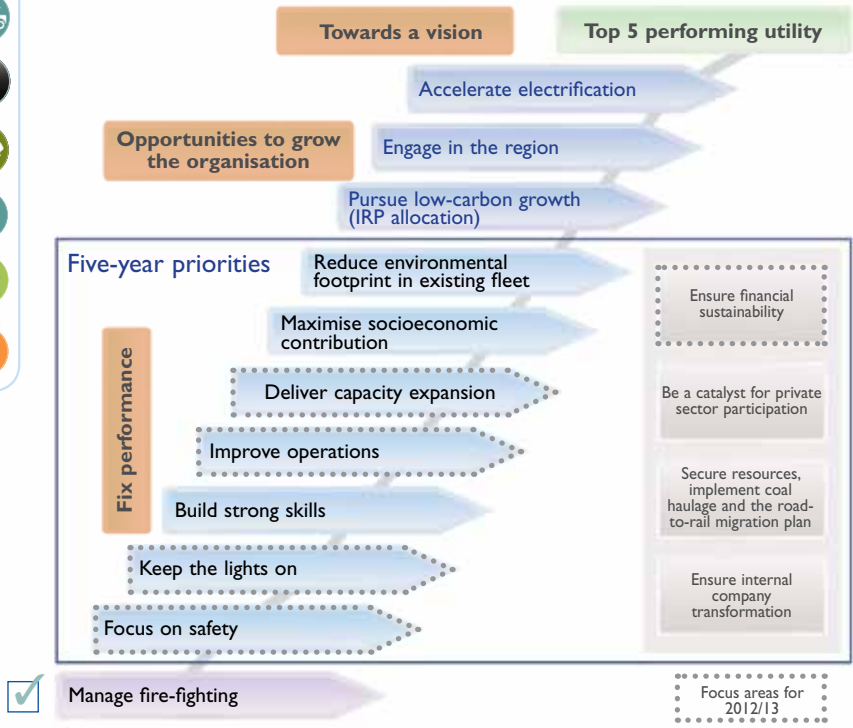 Towards a vision
Top 5 performing utility
Accelerate electrification
Opportunities to grow
the organisation
Engage in the region
Pursue low-carbon growth
(IRP allocation)
Five-year priorities
Reduce environmental
footprint in existing fleet
Maximise socioeconomic
contribution
Fix performance
Deliver capacity expansion
Improve operations
Build strong skills
Keep the lights on
Focus on safety
Ensure financial
sustainability
Be a catalyst for private
sector participation
Secure resources,
implement coal
haulage and the road-
to-rail migration plan
Ensure internal
company
transformation
Manage fire-fighting
Focus areas for
2012/13